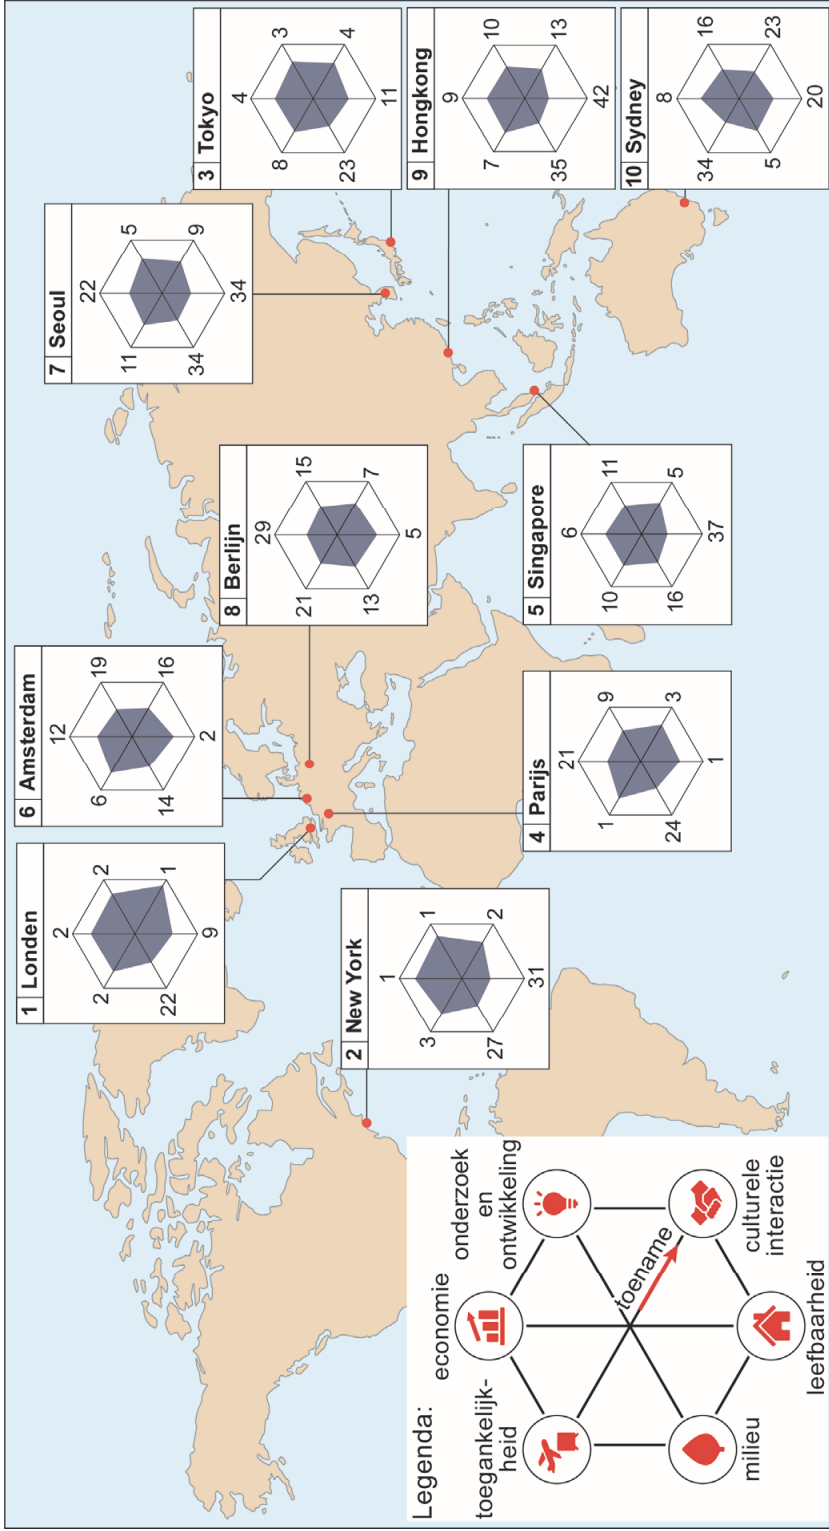 6 Amsterdam
12
6 19
14 16
2
1 Londen
2
2 2
22 1
9
7 Seoul
22
11 5
34 9
34
3 Tokyo
4
8 3
23 4
11
8 Berlijn
29
21 15
13 7
5
2 New York
1
3 1
27 2
31
9 Hongkong
9
7 10
35 13
42
4 Parijs
21
1 9
24 3
1
5 Singapore
6
10 11
16 5
37
10 Sydney
8
34 16
5 23
20
Legenda:
economie
toegankelijk-
heid
onderzoek
en
ontwikkeling
toename
milieu
culturele
interactie
leefbaarheid